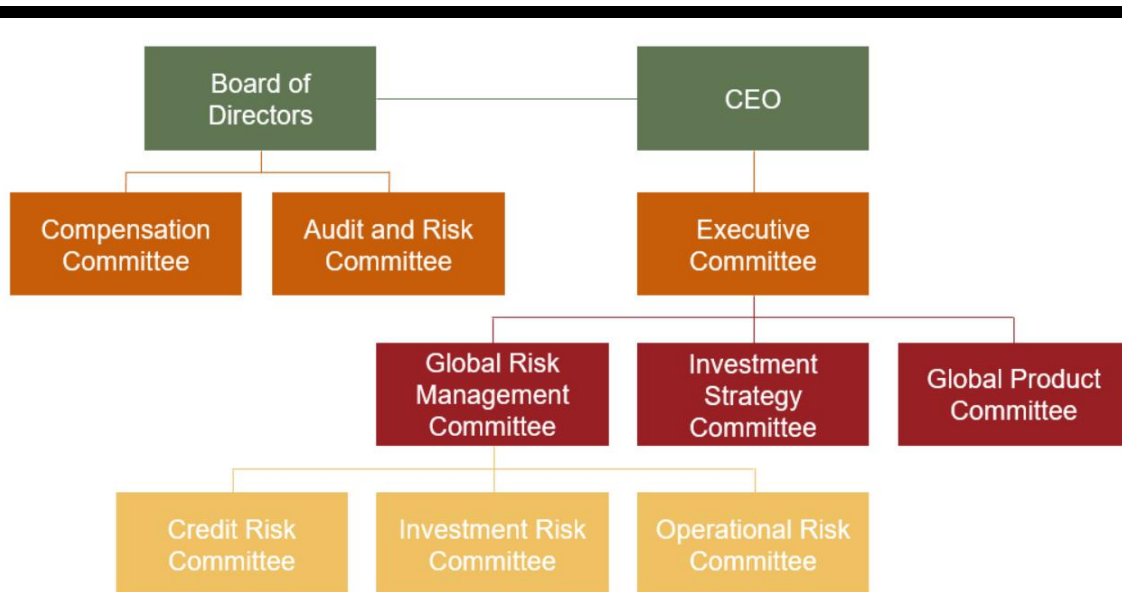 Board of
Directors
CEO
Compensation
Committee
Audit and Risk
Committee
Executive
Committee
Global Risk
Management
Committee
Investment
Strategy
Committee
Global Product
Committee
Credit Risk
Committee
Investment Risk
Committee
Operational Risk
Committee